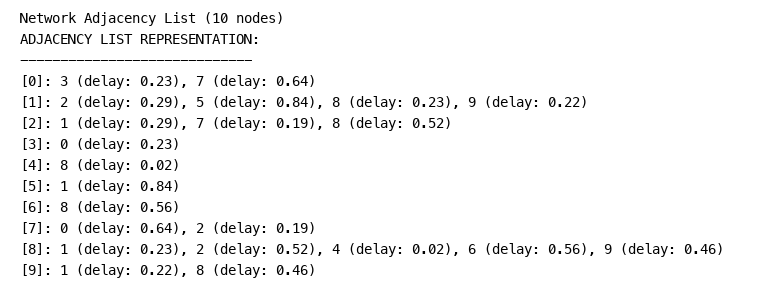 Network Adjacency List (10 nodes)
ADJACENCY LIST REPRESENTATION:
------------------------------
[0]: 3 (delay: 0.23), 7 (delay: 0.64)
[1]: 2 (delay: 0.29), 5 (delay: 0.84), 8 (delay: 0.23), 9 (delay: 0.22)
[2]: 1 (delay: 0.29), 7 (delay: 0.19), 8 (delay: 0.52)
[3]: 0 (delay: 0.23)
[4]: 8 (delay: 0.02)
[5]: 1 (delay: 0.84)
[6]: 8 (delay: 0.56)
[7]: 0 (delay: 0.64), 2 (delay: 0.19)
[8]: 1 (delay: 0.23), 2 (delay: 0.52), 4 (delay: 0.02), 6 (delay: 0.56), 9 (delay: 0.46)
[9]: 1 (delay: 0.22), 8 (delay: 0.46)